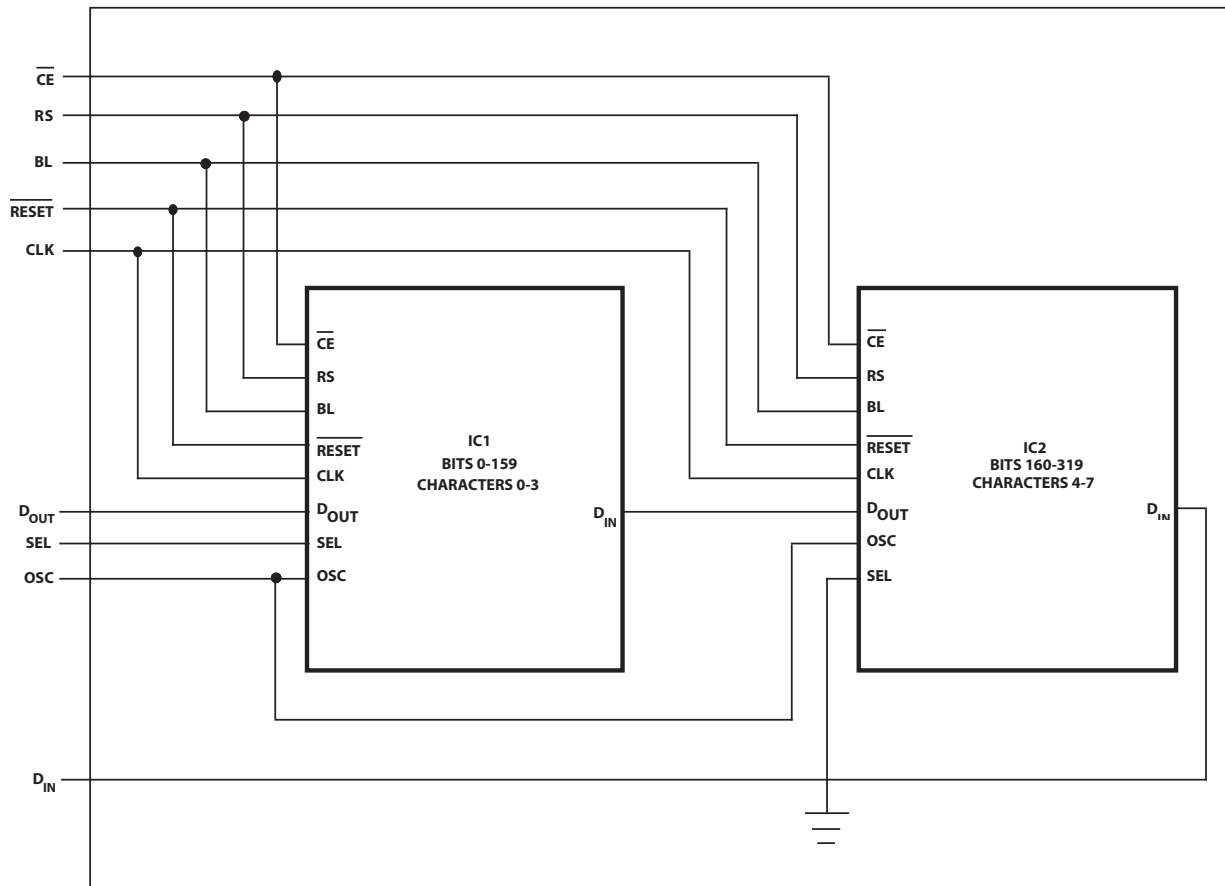 CE
RS
BL
RESET
CLK
DOUT
SEL
OSC
DIN
CE
RS
BL
RESET
CLK
DOUT
SEL
OSC
IC1
BITS 0-159
CHARACTERS 0-3
DIN
CE
RS
BL
RESET
CLK
DOUT
OSC
SEL
IC2
BITS 160-319
CHARACTERS 4-7
DIN